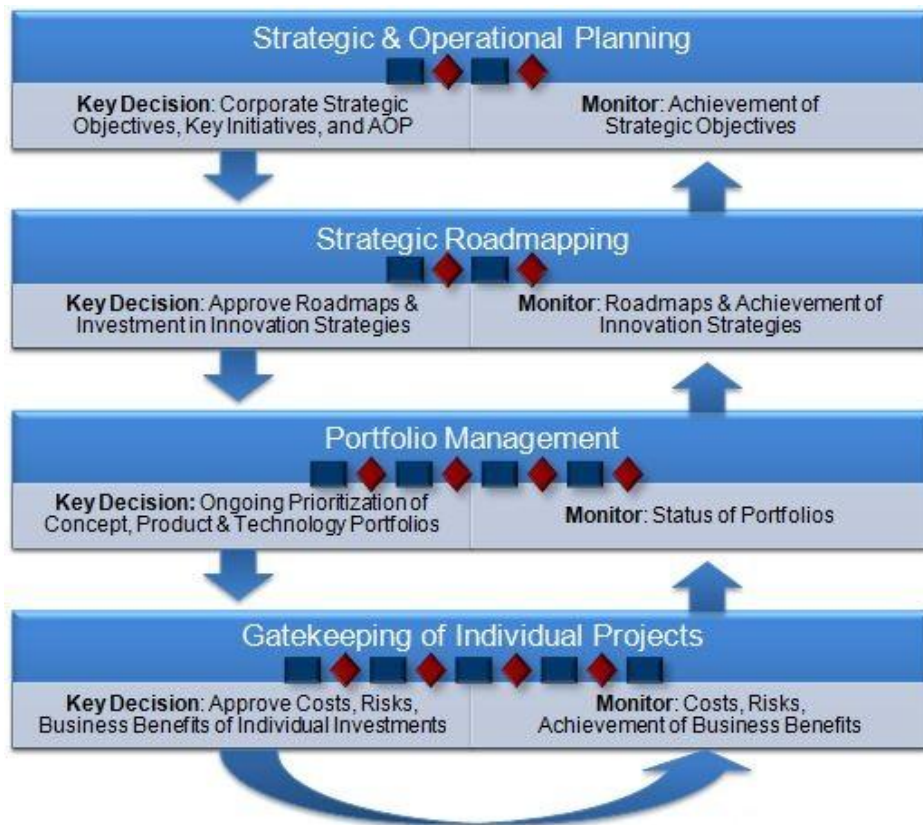 Strategic & Operational Planning
Key Decision: Corporate Strategic
Objectives, Key Initiatives, and AOP
Monitor: Achievement of
Strategic Objectives
Strategic Roadmapping
Key Decision: Approve Roadmaps &
Investment in Innovation Strategies
Monitor: Roadmaps & Achievement of
Innovation Strategies
Portfolio Management
Key Decision: Ongoing Prioritization of
Concept, Product & Technology Portfolios
Monitor: Status of Portfolios
Gatekeeping of Individual Projects
Key Decision: Approve Costs, Risks,
Business Benefits of Individual Investments
Monitor: Costs, Risks,
Achievement of Business Benefits